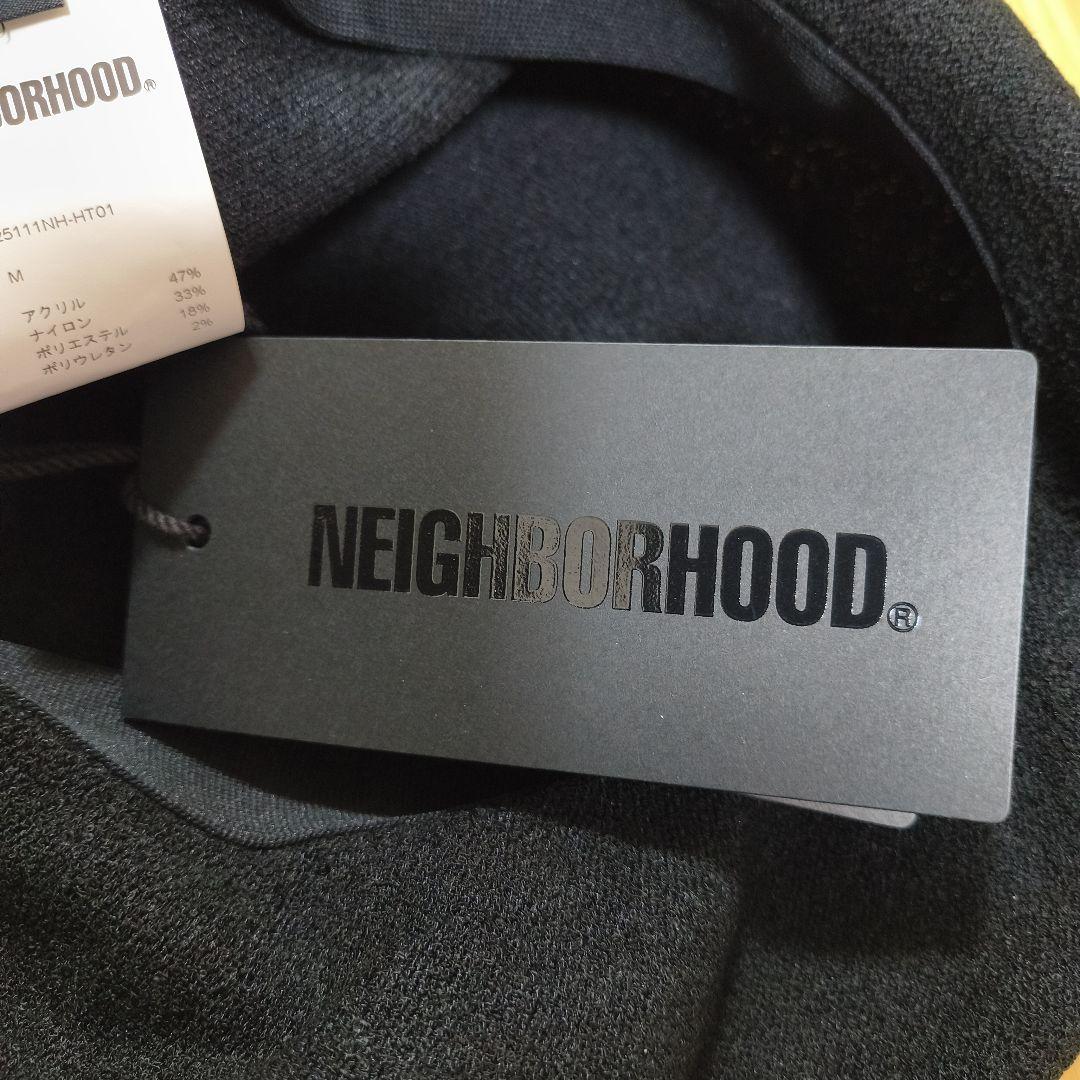 ORHOOD®
25111NH-HT01
M
アクリル 47%
ナイロン 33%
ポリエステル 18%
ポリウレタン 2%
NEIGHBORHOOD®